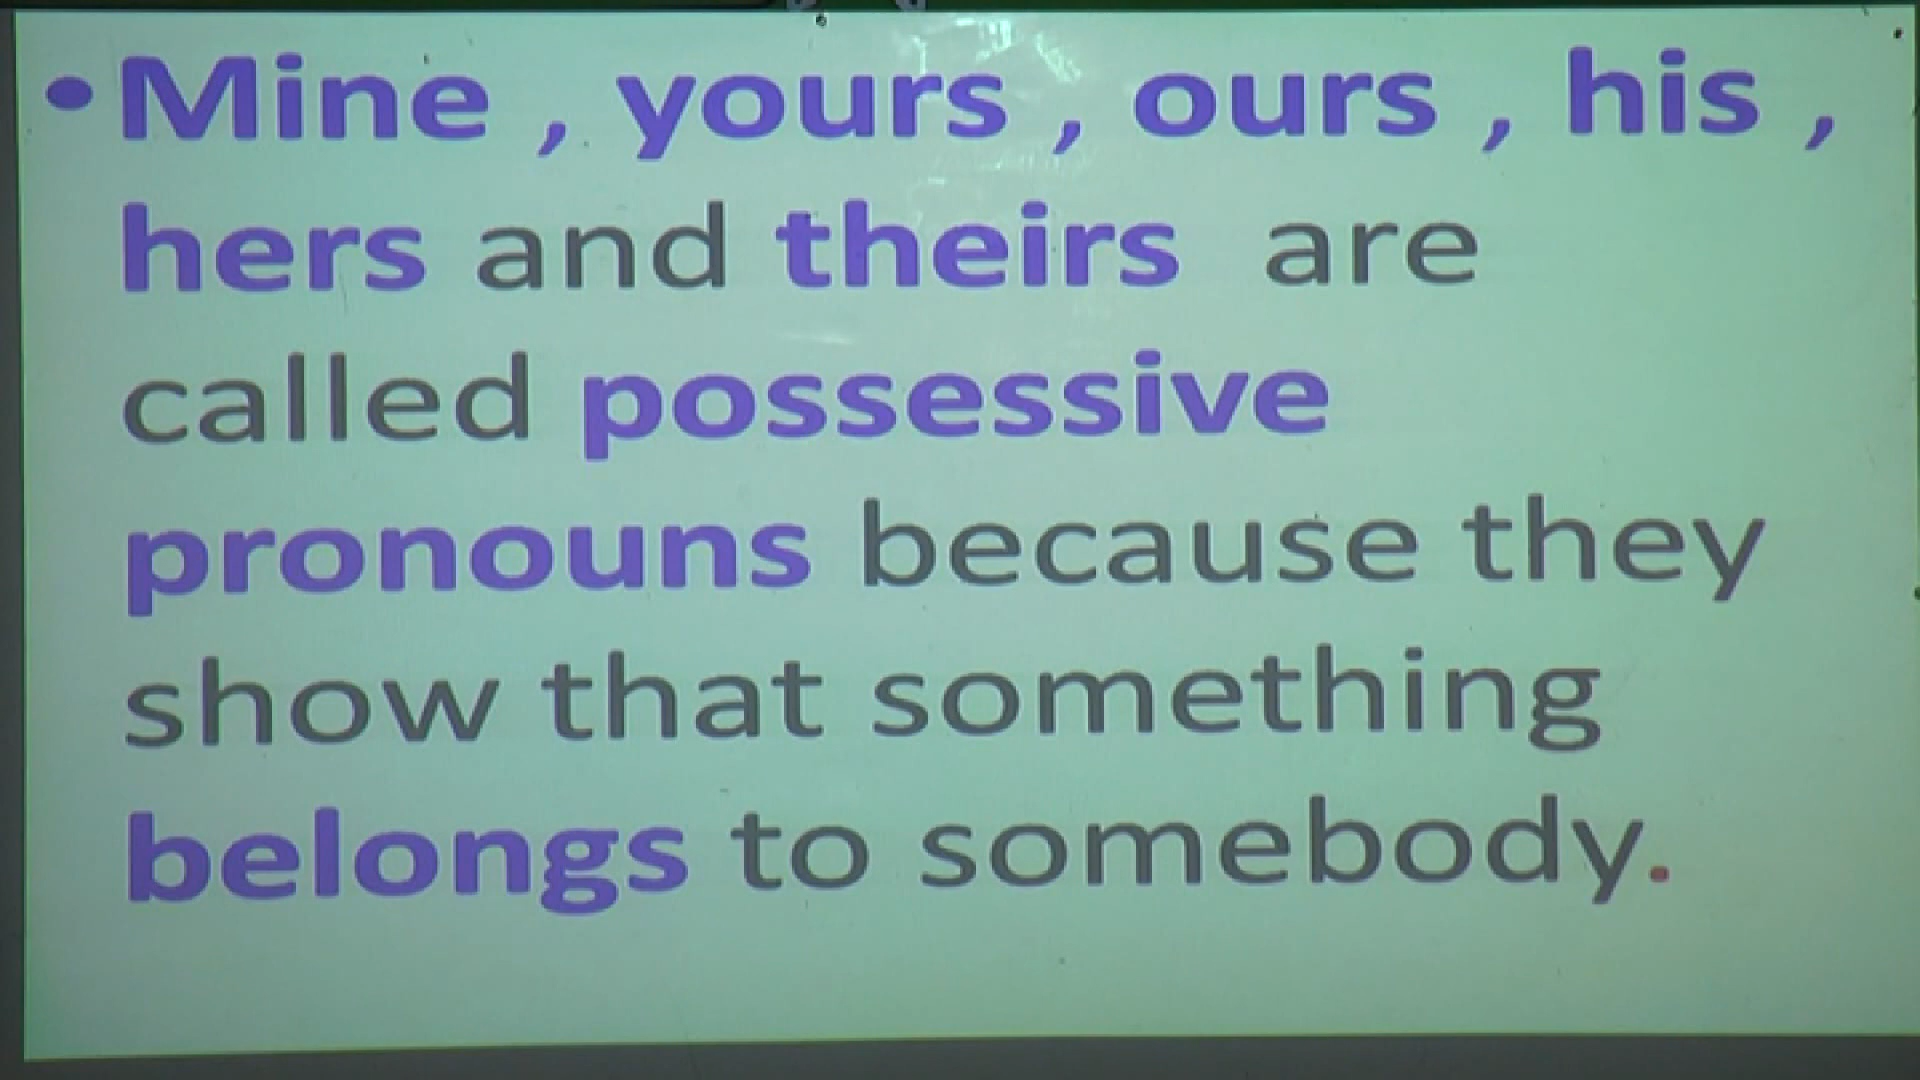 •Mine , yours , ours , his ,
hers and theirs are
called possessive
pronouns because they
show that something
belongs to somebody.